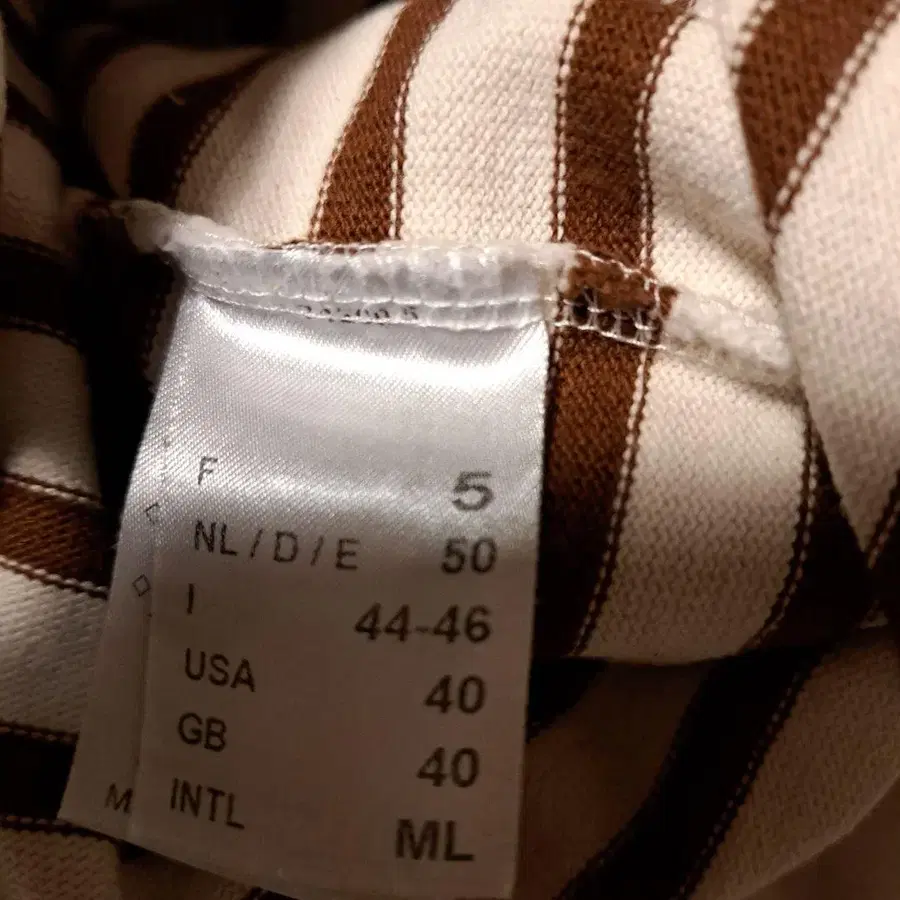 F 5
NL / D / E 50
I 44-46
USA 40
GB 40
INTL ML
M